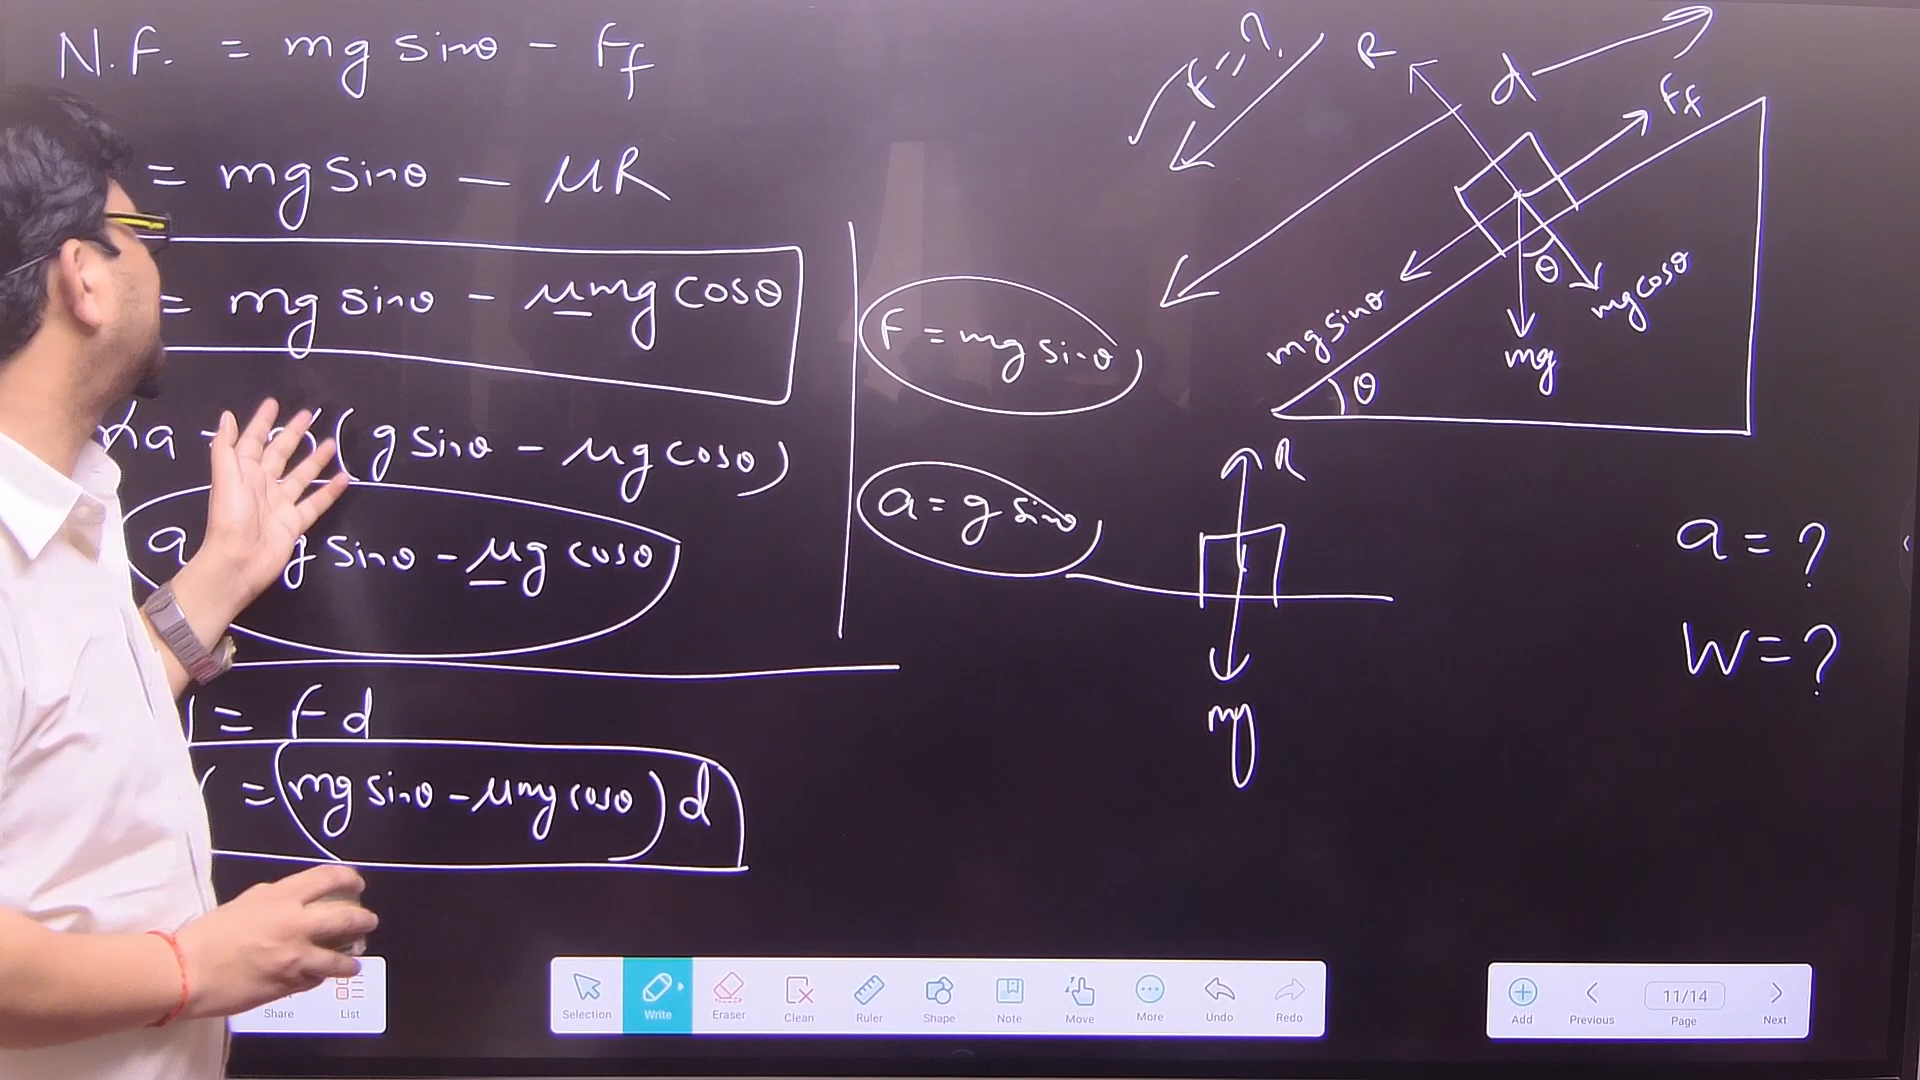 N.F. = mg sinθ - Ff
= mg sinθ - μR
= mg sinθ - μmg cosθ
a = (g sinθ - μg cosθ)
a g sinθ - μg cosθ
= Fd
= (mg sinθ - μmg cosθ) d
F = mg sinθ
a = g sinθ
F = ?
R
d
Ff
θ
mg cosθ
mg sinθ
mg
θ
R
mg
a = ?
W = ?
Share
List
Selection
Write
Eraser
Clean
Ruler
Shape
Note
Move
More
Undo
Redo
Add
Previous
11/14
Page
Next